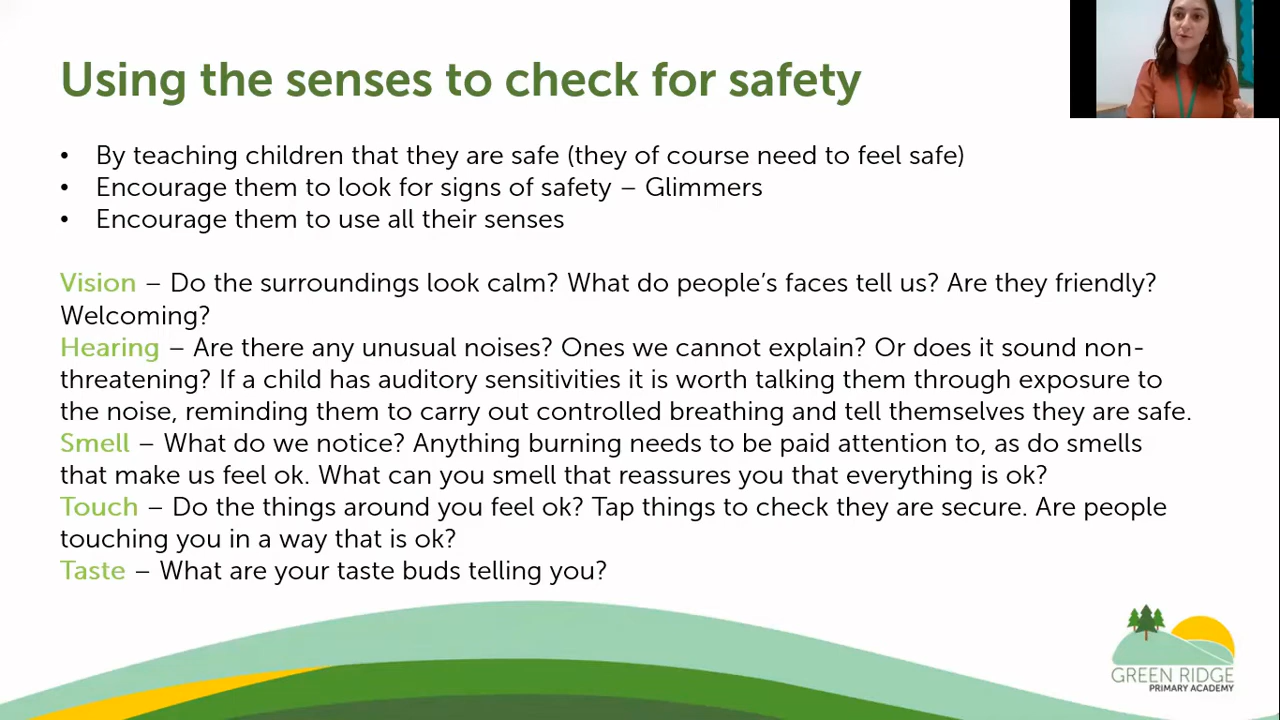 Using the senses to check for safety
• By teaching children that they are safe (they of course need to feel safe)
• Encourage them to look for signs of safety – Glimmers
• Encourage them to use all their senses
Vision – Do the surroundings look calm? What do people’s faces tell us? Are they friendly?
Welcoming?
Hearing – Are there any unusual noises? Ones we cannot explain? Or does it sound non-
threatening? If a child has auditory sensitivities it is worth talking them through exposure to
the noise, reminding them to carry out controlled breathing and tell themselves they are safe.
Smell – What do we notice? Anything burning needs to be paid attention to, as do smells
that make us feel ok. What can you smell that reassures you that everything is ok?
Touch – Do the things around you feel ok? Tap things to check they are secure. Are people
touching you in a way that is ok?
Taste – What are your taste buds telling you?
GREEN RIDGE
PRIMARY ACADEMY